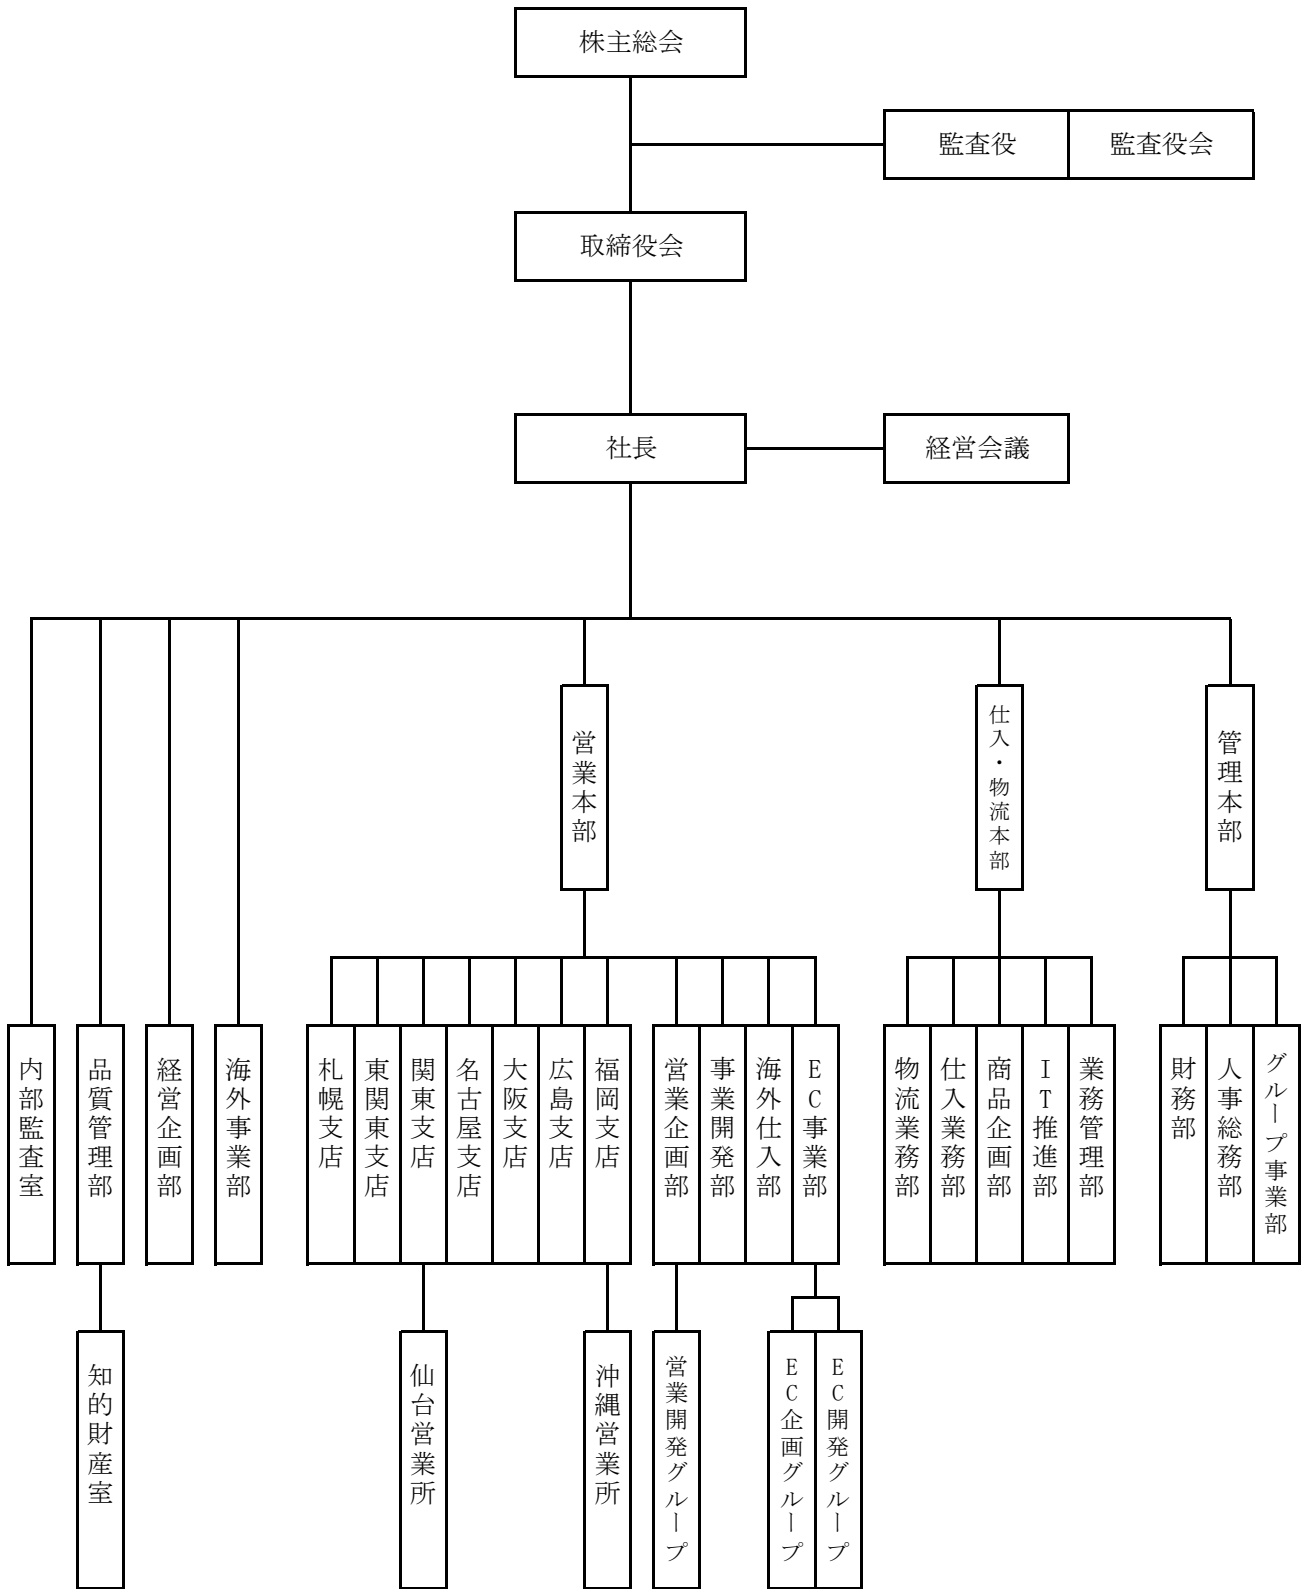 株主総会
監査役
監査役会
取締役会
社長
経営会議
営業本部
仕入・物流本部
管理本部
内部監査室
品質管理部
経営企画部
海外事業部
札幌支店
東関東支店
関東支店
名古屋支店
大阪支店
広島支店
福岡支店
営業企画部
事業開発部
海外仕入部
EC事業部
物流業務部
仕入業務部
商品企画部
IT推進部
業務管理部
財務部
人事総務部
グループ事業部
知的財産室
仙台営業所
沖縄営業所
営業開発グループ
EC企画グループ
EC開発グループ